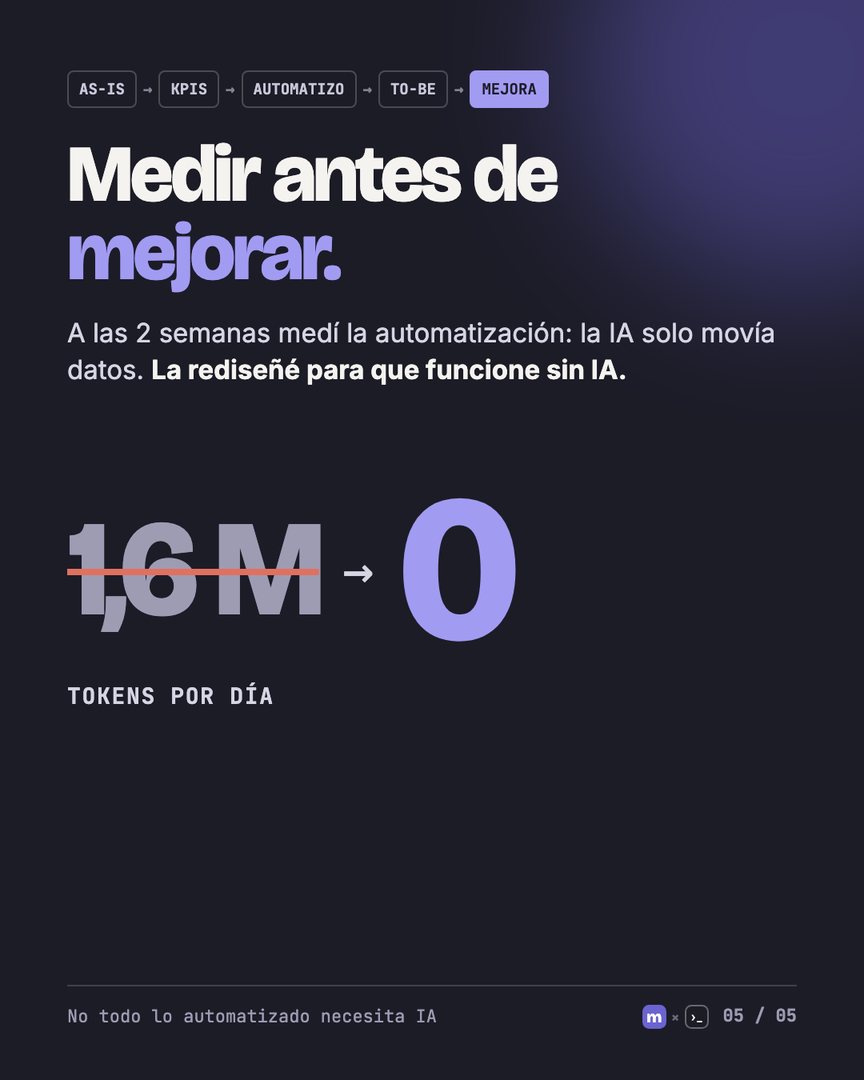 AS-IS → KPIS → AUTOMATIZO → TO-BE → MEJORA
Medir antes de
mejorar.
A las 2 semanas medí la automatización: la IA solo movía
datos. La rediseñé para que funcione sin IA.
1,6 M → 0
TOKENS POR DÍA
No todo lo automatizado necesita IA
m × ›_ 05 / 05